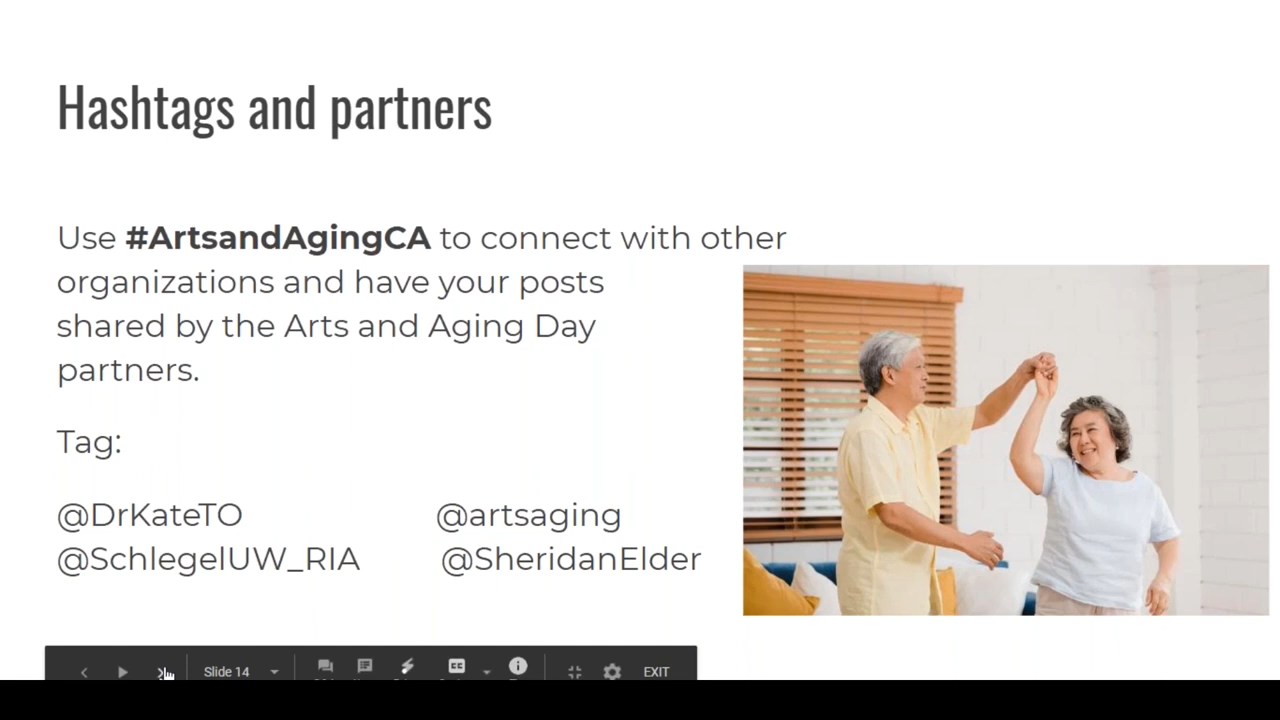 Hashtags and partners
Use #ArtsandAgingCA to connect with other
organizations and have your posts
shared by the Arts and Aging Day
partners.
Tag:
@DrKateTO @artsaging
@SchlegelUW_RIA @SheridanElder
Slide 14 CC EXIT